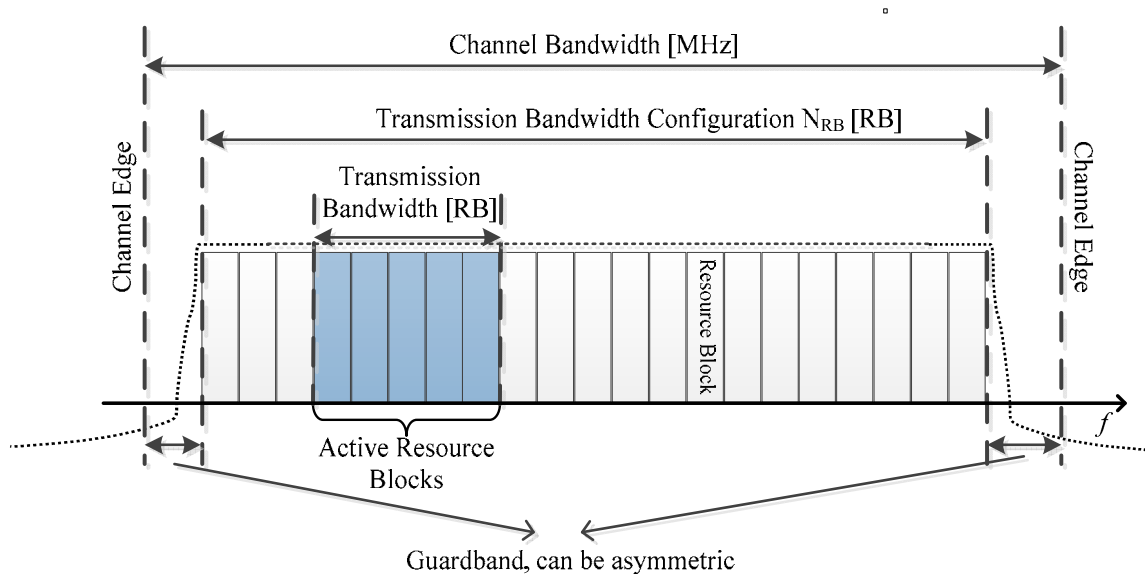 Channel Bandwidth [MHz]
Transmission Bandwidth Configuration N_RB [RB]
Transmission
Bandwidth [RB]
Channel Edge
Channel Edge
Resource Block
f
Active Resource
Blocks
Guardband, can be asymmetric